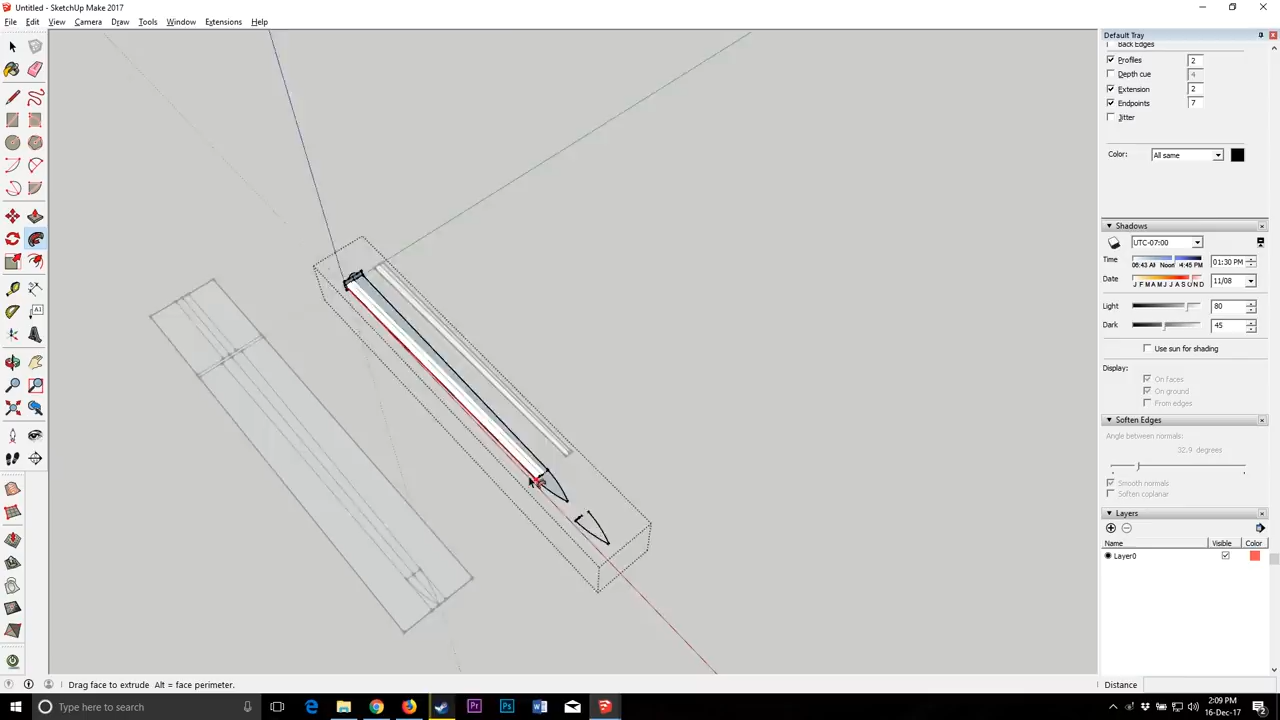 Untitled - SketchUp Make 2017
File Edit View Camera Draw Tools Window Extensions Help
Default Tray
Back Edges
Profiles 2
Depth cue 4
Extension 2
Endpoints 7
Jitter
Color: All same
Shadows
UTC-07:00
Time 06:43 AM Noon 04:45 PM 01:30 PM
Date J F M A M J J A S O N D 11/08
Light 80
Dark 45
Use sun for shading
Display:
On faces
On ground
From edges
Soften Edges
Angle between normals:
32.9 degrees
Smooth normals
Soften coplanar
Layers
Name Visible Color
Layer0
Drag face to extrude Alt = face perimeter.
Distance
Type here to search
2:09 PM
16-Dec-17